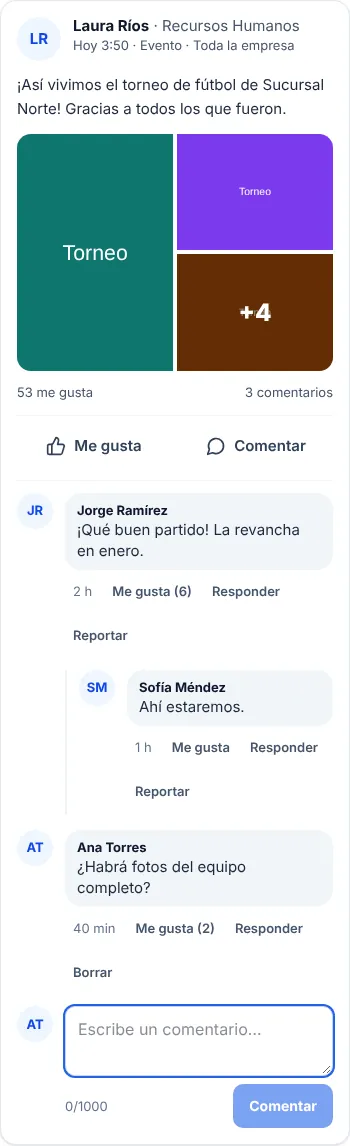 LR
Laura Ríos · Recursos Humanos
Hoy 3:50 · Evento · Toda la empresa
¡Así vivimos el torneo de fútbol de Sucursal
Norte! Gracias a todos los que fueron.
Torneo
Torneo
+4
53 me gusta
3 comentarios
Me gusta
Comentar
JR
Jorge Ramírez
¡Qué buen partido! La revancha
en enero.
2 h Me gusta (6) Responder
Reportar
SM
Sofía Méndez
Ahí estaremos.
1 h Me gusta Responder
Reportar
AT
Ana Torres
¿Habrá fotos del equipo
completo?
40 min Me gusta (2) Responder
Borrar
AT
Escribe un comentario...
0/1000
Comentar